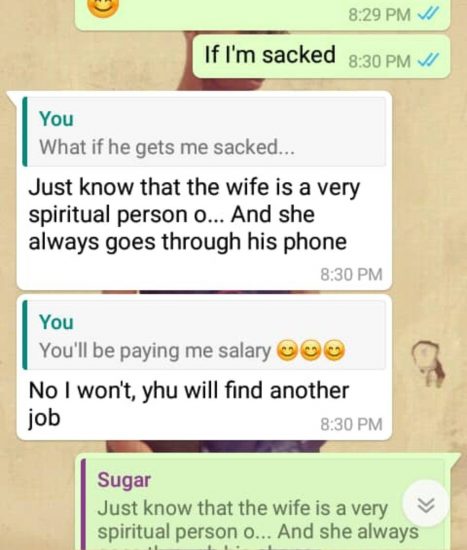 8:29 PM
If I'm sacked 8:30 PM
You
What if he gets me sacked...
Just know that the wife is a very
spiritual person o... And she
always goes through his phone
8:30 PM
You
You'll be paying me salary 😊😊😊
No I won't, yhu will find another
job 8:30 PM
Sugar
Just know that the wife is a very
spiritual person o... And she always